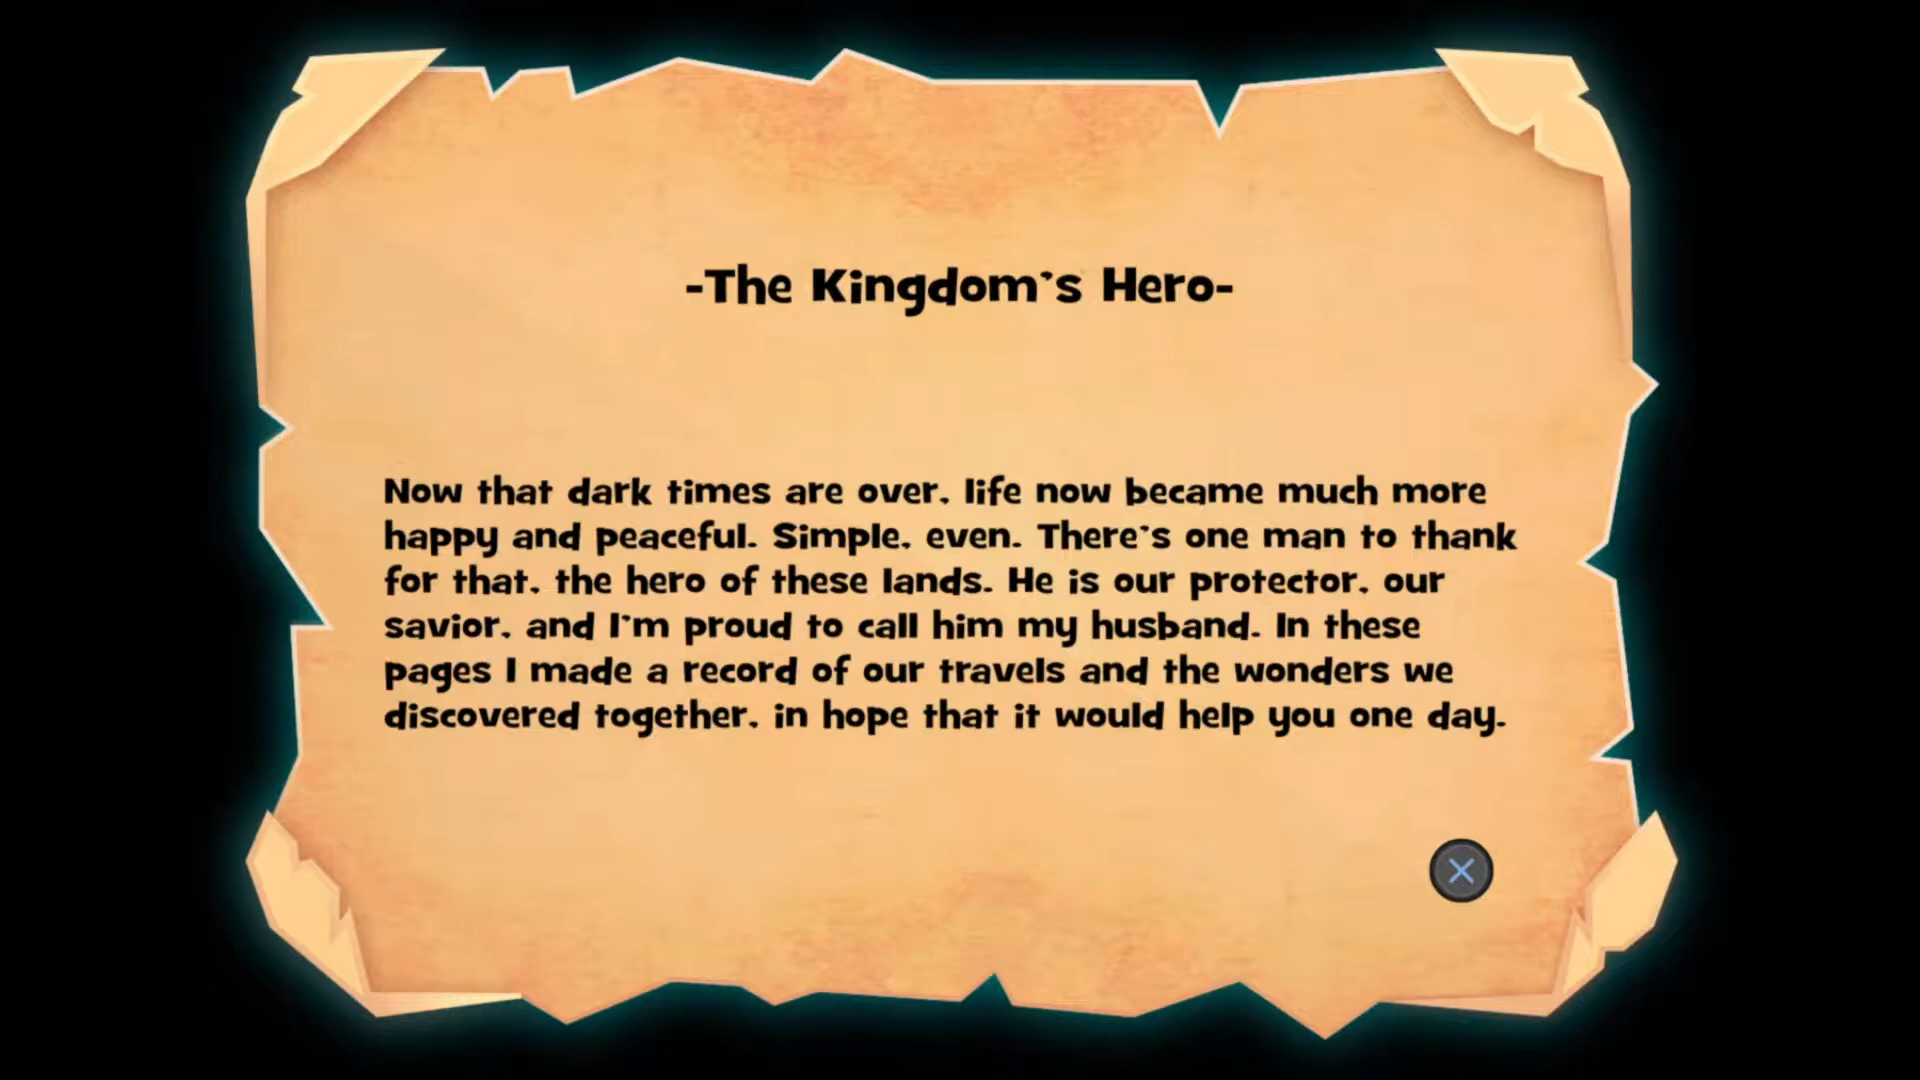 -The Kingdom's Hero-
Now that dark times are over, life now became much more
happy and peaceful. Simple, even. There's one man to thank
for that, the hero of these lands. He is our protector, our
savior, and I'm proud to call him my husband. In these
pages I made a record of our travels and the wonders we
discovered together, in hope that it would help you one day.